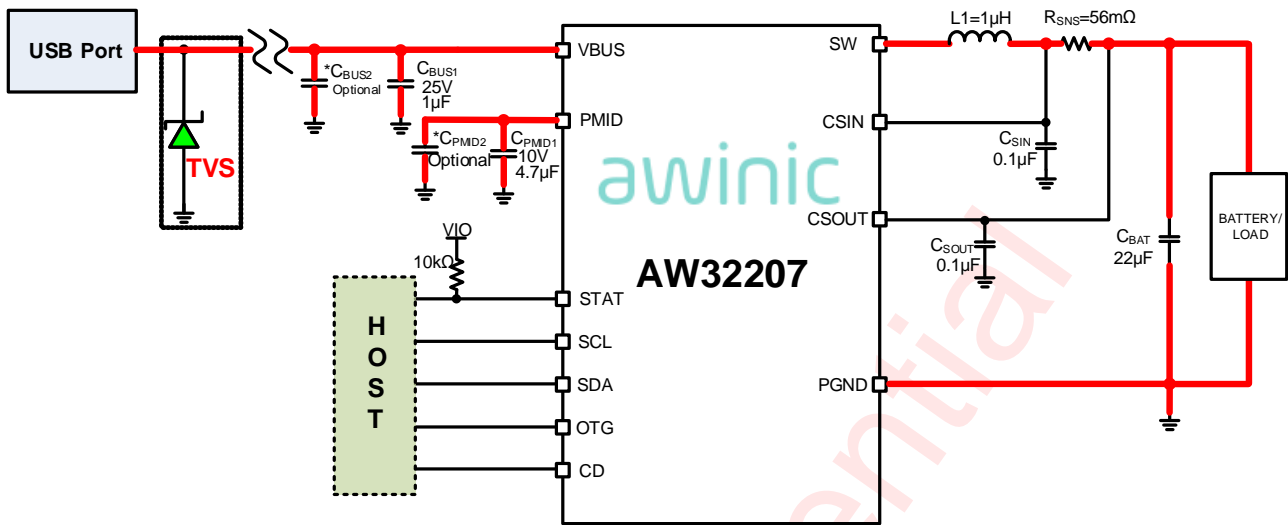 USB Port
TVS
*CBUS2
Optional
CBUS1
25V
1µF
VBUS
SW
L1=1µH
RSNS=56mΩ
PMID
*CPMID2
Optional
CPMID1
10V
4.7µF
CSIN
CSIN
0.1µF
awinic
CSOUT
CSOUT
0.1µF
AW32207
CBAT
22µF
BATTERY/
LOAD
VIO
10kΩ
HOST
STAT
SCL
SDA
OTG
CD
PGND